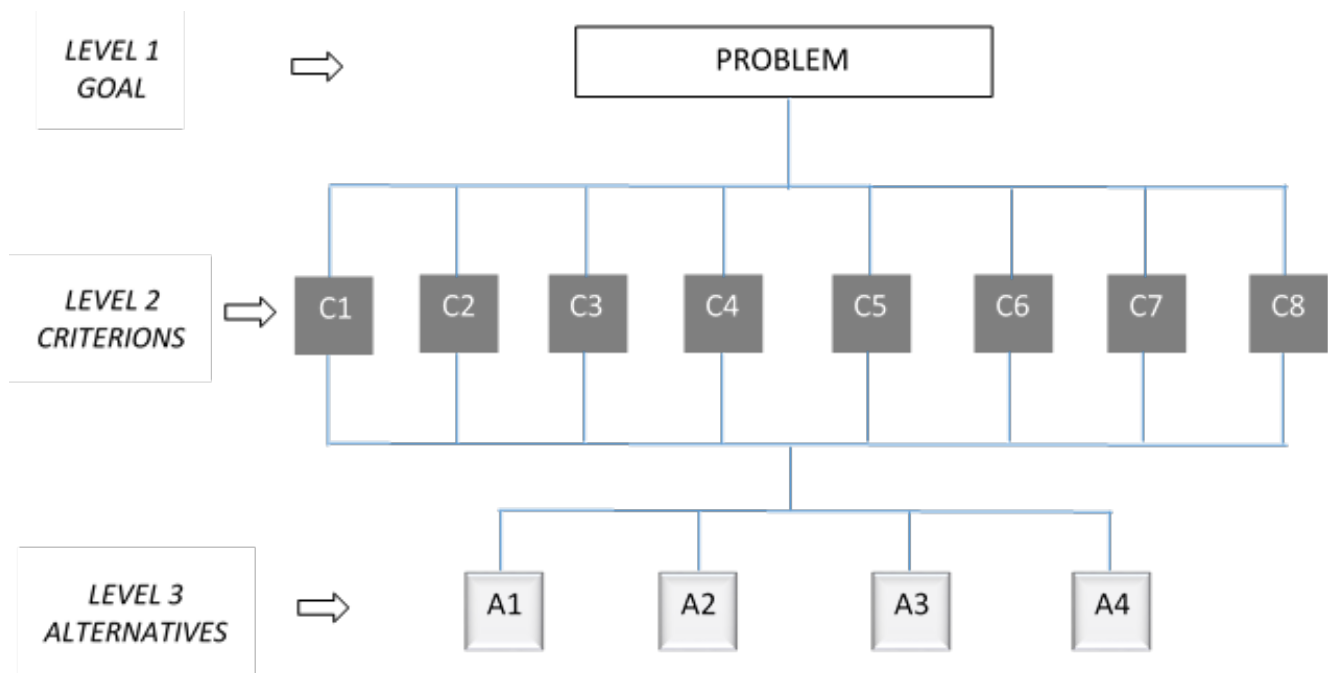 LEVEL 1
GOAL
PROBLEM
LEVEL 2
CRITERIONS
C1 C2 C3 C4 C5 C6 C7 C8
LEVEL 3
ALTERNATIVES
A1 A2 A3 A4